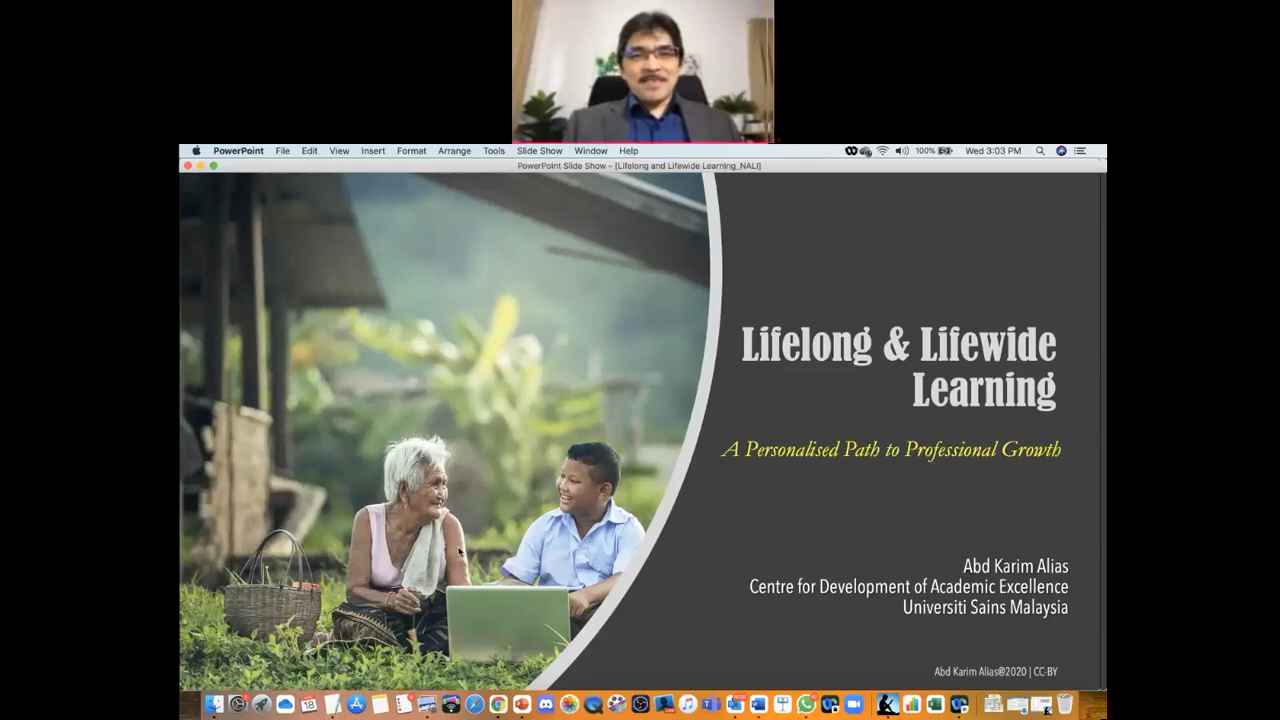 PowerPoint File Edit View Insert Format Arrange Tools Slide Show Window Help 100% Wed 3:03 PM
PowerPoint Slide Show – [Lifelong and Lifewide Learning_NALI]
Lifelong & Lifewide
Learning
A Personalised Path to Professional Growth
Abd Karim Alias
Centre for Development of Academic Excellence
Universiti Sains Malaysia
Abd Karim Alias@2020 | CC-BY
18